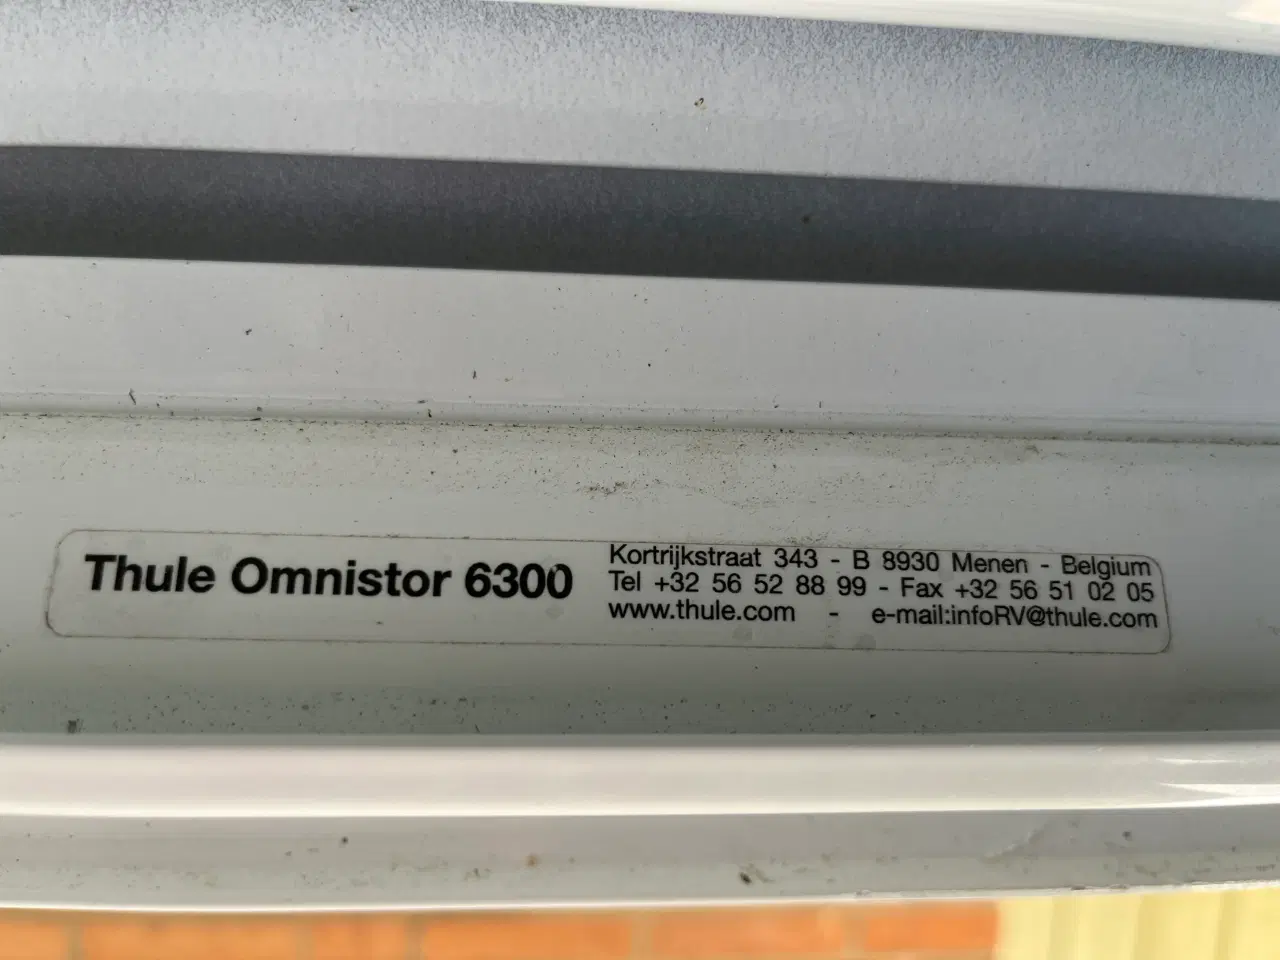 Thule Omnistor 6300
Kortrijkstraat 343 - B 8930 Menen - Belgium
Tel +32 56 52 88 99 - Fax +32 56 51 02 05
www.thule.com - e-mail:infoRV@thule.com